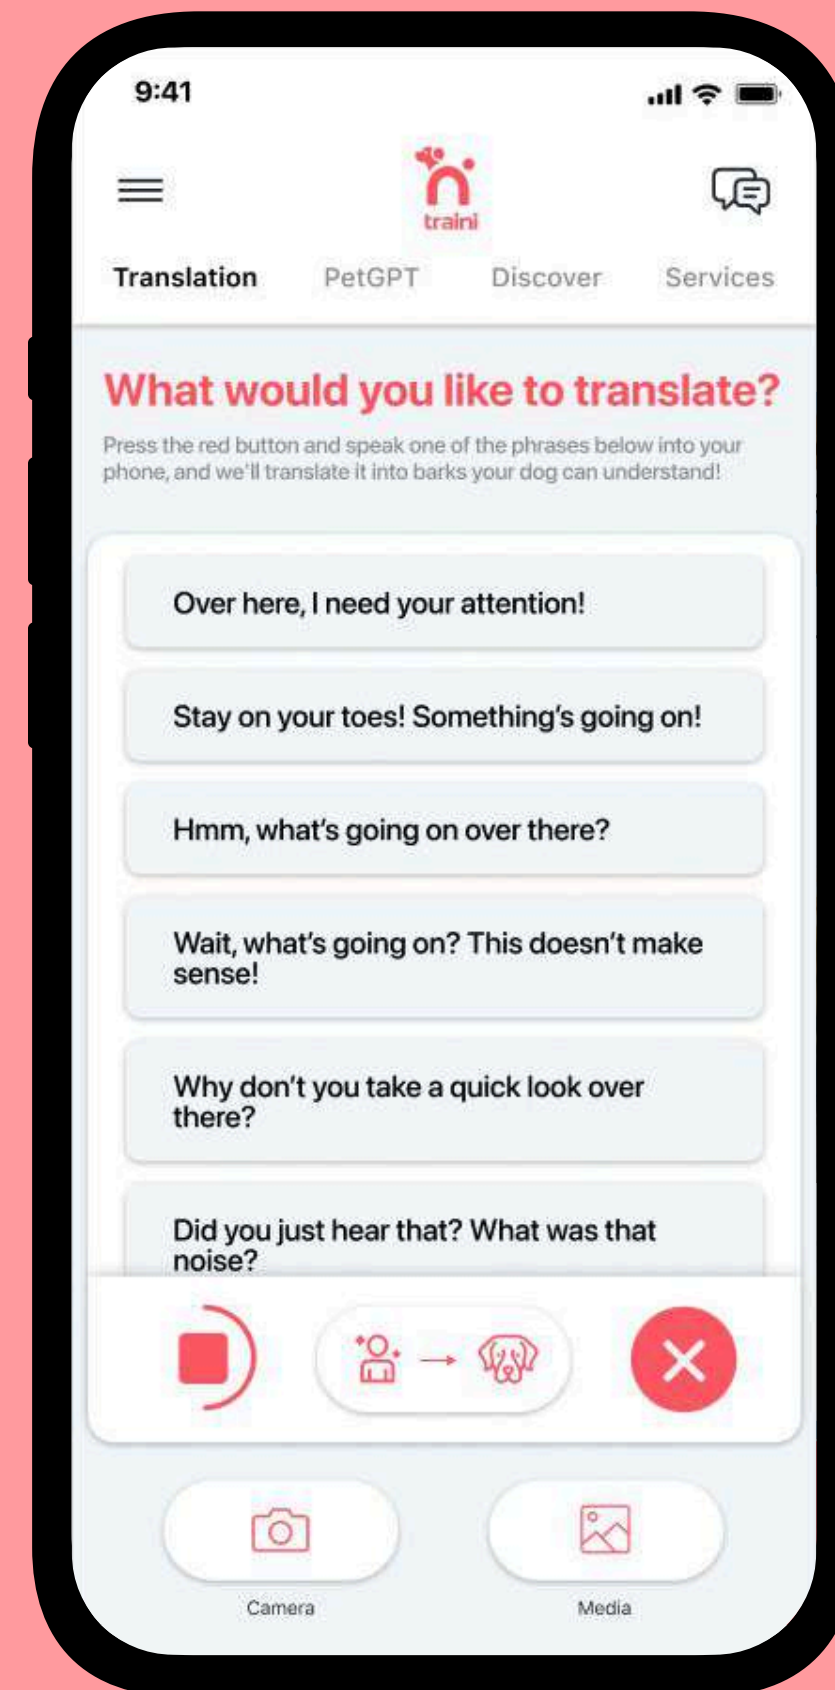 9:41
traini
Translation PetGPT Discover Services
What would you like to translate?
Press the red button and speak one of the phrases below into your
phone, and we'll translate it into barks your dog can understand!
Over here, I need your attention!
Stay on your toes! Something's going on!
Hmm, what's going on over there?
Wait, what's going on? This doesn't make
sense!
Why don't you take a quick look over
there?
Did you just hear that? What was that
noise?
Camera Media